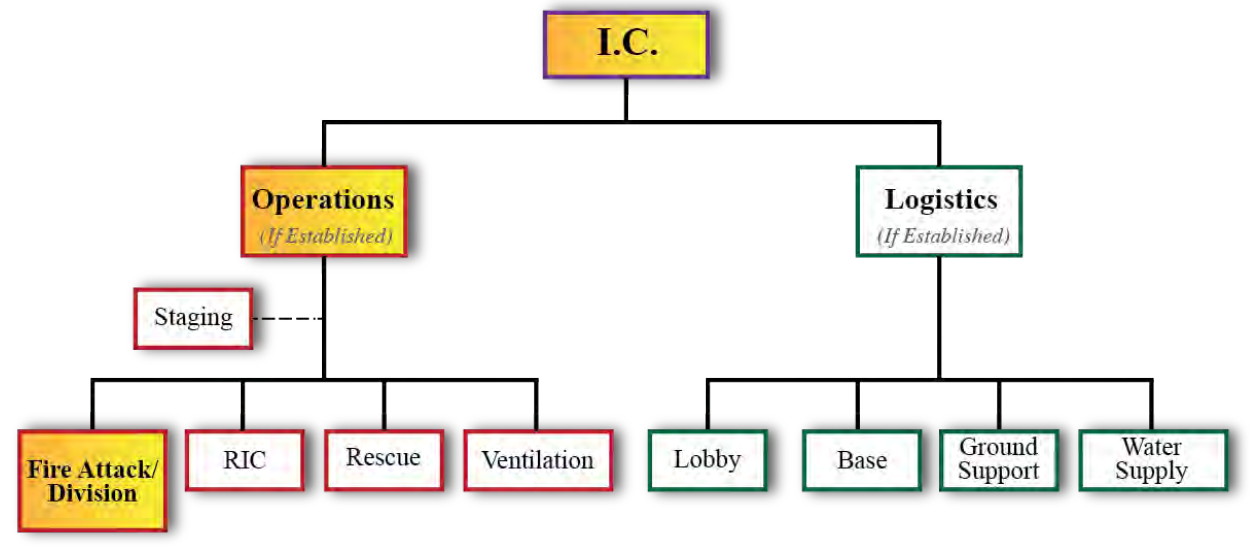 I.C.
Operations
(If Established)
Logistics
(If Established)
Staging
Fire Attack/
Division
RIC
Rescue
Ventilation
Lobby
Base
Ground
Support
Water
Supply